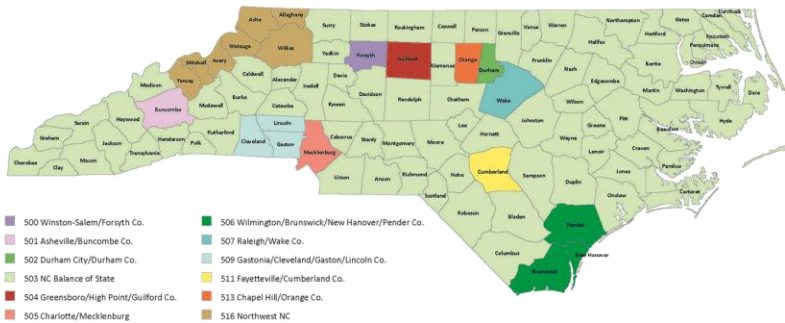 Ashe
Alleghany
Surry
Stokes
Rockingham
Caswell
Person
Granville
Vance
Warren
Northampton
Gates
Camden
Currituck
Hertford
Halifax
Pasquotank
Perquimans
Chowan
Wilkes
Watauga
Avery
Mitchell
Yancey
Yadkin
Forsyth
Guilford
Alamance
Orange
Durham
Franklin
Nash
Bertie
Edgecombe
Martin
Washington
Tyrrell
Dare
Madison
Caldwell
Alexander
Iredell
Davie
Davidson
Randolph
Chatham
Wake
Wilson
Pitt
Beaufort
Hyde
Buncombe
McDowell
Burke
Catawba
Rowan
Johnston
Greene
Haywood
Swain
Graham
Cherokee
Clay
Macon
Jackson
Transylvania
Henderson
Polk
Rutherford
Cleveland
Lincoln
Gaston
Mecklenburg
Cabarrus
Stanly
Montgomery
Moore
Lee
Harnett
Wayne
Lenoir
Craven
Pamlico
Jones
Carteret
Onslow
Duplin
Sampson
Cumberland
Hoke
Richmond
Scotland
Anson
Union
Robeson
Bladen
Columbus
Pender
New Hanover
Brunswick
500 Winston-Salem/Forsyth Co.
501 Asheville/Buncombe Co.
502 Durham City/Durham Co.
503 NC Balance of State
504 Greensboro/High Point/Guilford Co.
505 Charlotte/Mecklenburg
506 Wilmington/Brunswick/New Hanover/Pender Co.
507 Raleigh/Wake Co.
509 Gastonia/Cleveland/Gaston/Lincoln Co.
511 Fayetteville/Cumberland Co.
513 Chapel Hill/Orange Co.
516 Northwest NC